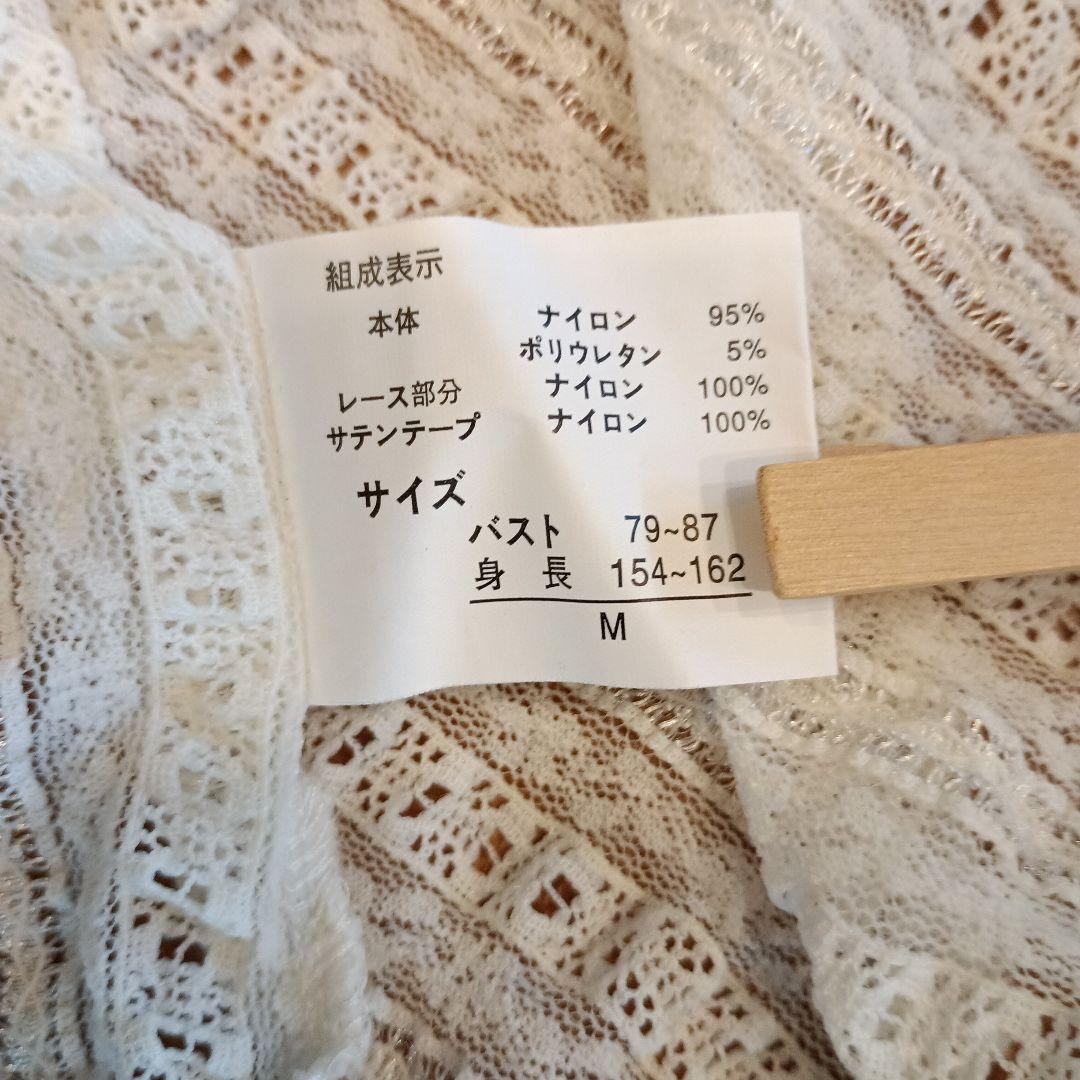 組成表示
本体 ナイロン 95%
ポリウレタン 5%
レース部分 ナイロン 100%
サテンテープ ナイロン 100%
サイズ
バスト 79~87
身 長 154~162
M